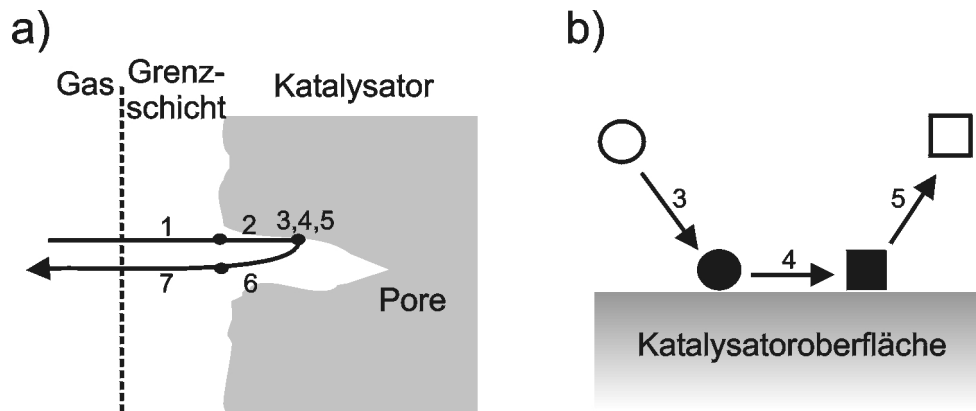 a)
Gas
Grenz-
schicht
Katalysator
1
2
3,4,5
7
6
Pore
b)
3
4
5
Katalysatoroberfläche